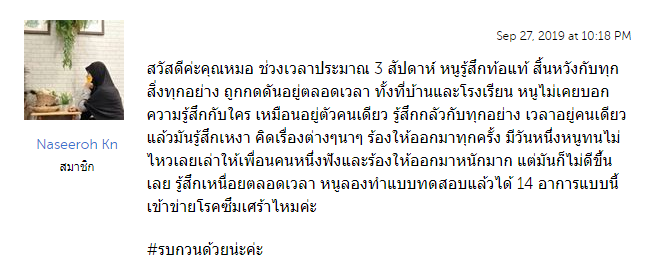 Sep 27, 2019 at 10:18 PM
สวัสดีค่ะคุณหมอ ช่วงเวลาประมาณ 3 สัปดาห์ หนูรู้สึกท้อแท้ สิ้นหวังกับทุก
สิ่งทุกอย่าง ถูกกดดันอยู่ตลอดเวลา ทั้งที่บ้านและโรงเรียน หนูไม่เคยบอก
ความรู้สึกกับใคร เหมือนอยู่ตัวคนเดียว รู้สึกกลัวกับทุกอย่าง เวลาอยู่คนเดียว
แล้วมันรู้สึกเหงา คิดเรื่องต่างๆนาๆ ร้องไห้ออกมาทุกครั้ง มีวันหนึ่งหนูทนไม่
ไหวเลยเล่าให้เพื่อนคนหนึ่งฟังและร้องไห้ออกมาหนักมาก แต่มันก็ไม่ดีขึ้น
เลย รู้สึกเหนื่อยตลอดเวลา หนูลองทำแบบทดสอบแล้วได้ 14 อาการแบบนี้
เข้าข่ายโรคซึมเศร้าไหมค่ะ
#รบกวนด้วยน่ะค่ะ
Naseeroh Kn
สมาชิก